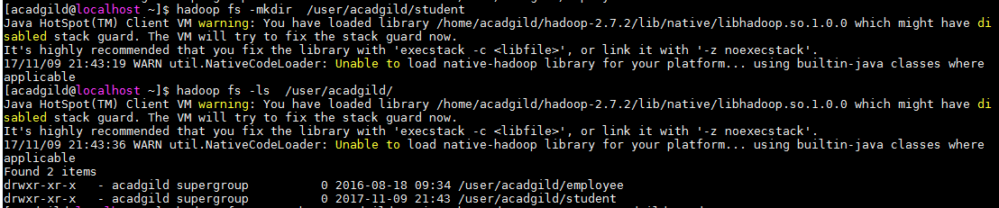 [acadgild@localhost ~]$ hadoop fs -mkdir  /user/acadgild/student
Java HotSpot(TM) Client VM warning: You have loaded library /home/acadgild/hadoop-2.7.2/lib/native/libhadoop.so.1.0.0 which might have di
sabled stack guard. The VM will try to fix the stack guard now.
It's highly recommended that you fix the library with 'execstack -c <libfile>', or link it with '-z noexecstack'.
17/11/09 21:43:19 WARN util.NativeCodeLoader: Unable to load native-hadoop library for your platform... using builtin-java classes where
applicable
[acadgild@localhost ~]$ hadoop fs -ls  /user/acadgild/
Java HotSpot(TM) Client VM warning: You have loaded library /home/acadgild/hadoop-2.7.2/lib/native/libhadoop.so.1.0.0 which might have di
sabled stack guard. The VM will try to fix the stack guard now.
It's highly recommended that you fix the library with 'execstack -c <libfile>', or link it with '-z noexecstack'.
17/11/09 21:43:36 WARN util.NativeCodeLoader: Unable to load native-hadoop library for your platform... using builtin-java classes where
applicable
Found 2 items
drwxr-xr-x   - acadgild supergroup          0 2016-08-18 09:34 /user/acadgild/employee
drwxr-xr-x   - acadgild supergroup          0 2017-11-09 21:43 /user/acadgild/student